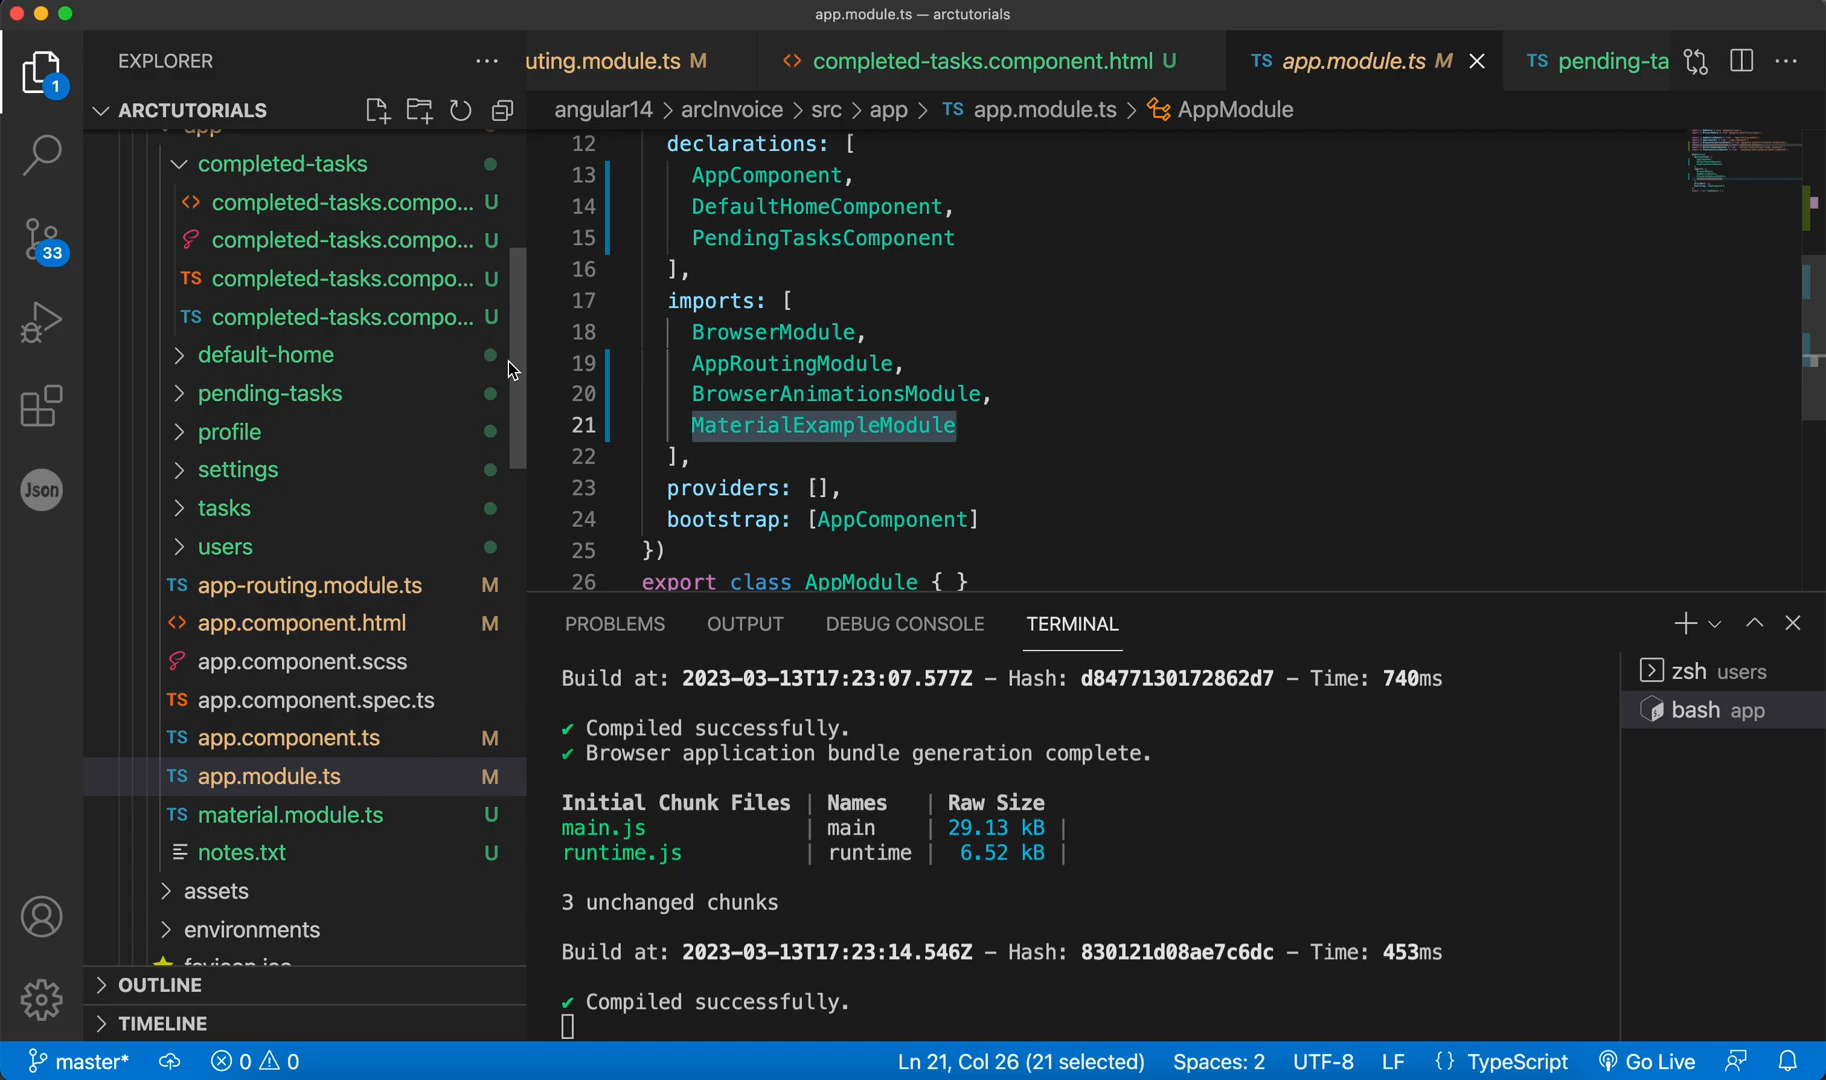 app.module.ts — arctutorials
EXPLORER
uting.module.ts M
<> completed-tasks.component.html U
TS app.module.ts M
TS pending-ta
1
ARCTUTORIALS
angular14 > arcInvoice > src > app > TS app.module.ts > AppModule
app
completed-tasks
<> completed-tasks.compo... U
completed-tasks.compo... U
TS completed-tasks.compo... U
TS completed-tasks.compo... U
default-home
pending-tasks
profile
settings
tasks
users
TS app-routing.module.ts M
<> app.component.html M
app.component.scss
TS app.component.spec.ts
TS app.component.ts M
TS app.module.ts M
TS material.module.ts U
notes.txt U
assets
environments
favicon.ico
OUTLINE
TIMELINE
33
Json
12 declarations: [
13 AppComponent,
14 DefaultHomeComponent,
15 PendingTasksComponent
16 ],
17 imports: [
18 BrowserModule,
19 AppRoutingModule,
20 BrowserAnimationsModule,
21 MaterialExampleModule
22 ],
23 providers: [],
24 bootstrap: [AppComponent]
25 })
26 export class AppModule { }
PROBLEMS OUTPUT DEBUG CONSOLE TERMINAL
Build at: 2023-03-13T17:23:07.577Z - Hash: d8477130172862d7 - Time: 740ms
✔ Compiled successfully.
✔ Browser application bundle generation complete.
Initial Chunk Files | Names | Raw Size
main.js | main | 29.13 kB |
runtime.js | runtime | 6.52 kB |
3 unchanged chunks
Build at: 2023-03-13T17:23:14.546Z - Hash: 830121d08ae7c6dc - Time: 453ms
✔ Compiled successfully.
zsh users
bash app
master* 0 0 Ln 21, Col 26 (21 selected) Spaces: 2 UTF-8 LF {} TypeScript Go Live